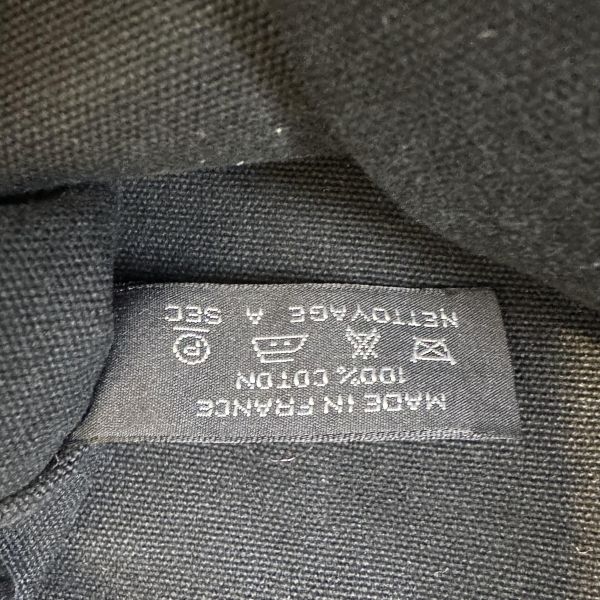 MADE IN FRANCE
100% COTON
P
NETTOYAGE A SEC